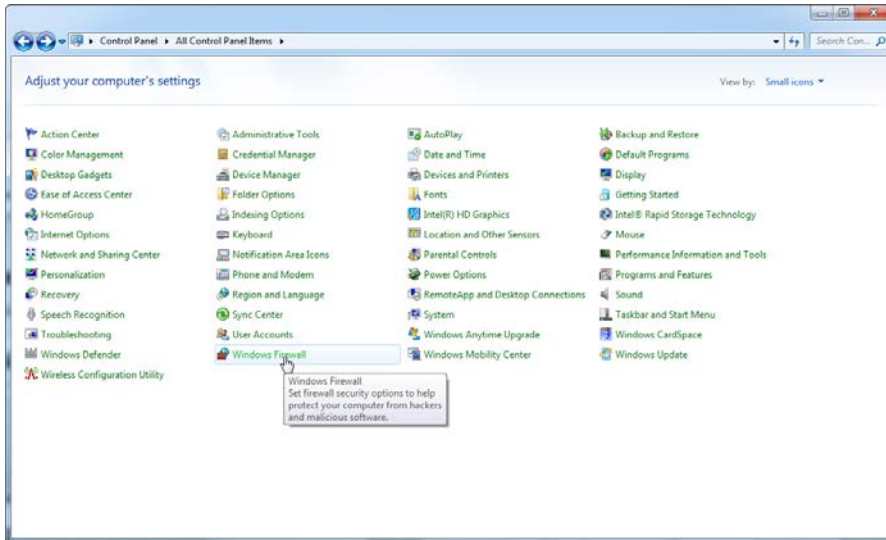 Control Panel ▸ All Control Panel Items ▸
Search Con...
Adjust your computer's settings
View by: Small icons
Action Center
Administrative Tools
AutoPlay
Backup and Restore
Color Management
Credential Manager
Date and Time
Default Programs
Desktop Gadgets
Device Manager
Devices and Printers
Display
Ease of Access Center
Folder Options
Fonts
Getting Started
HomeGroup
Indexing Options
Intel(R) HD Graphics
Intel® Rapid Storage Technology
Internet Options
Keyboard
Location and Other Sensors
Mouse
Network and Sharing Center
Notification Area Icons
Parental Controls
Performance Information and Tools
Personalization
Phone and Modem
Power Options
Programs and Features
Recovery
Region and Language
RemoteApp and Desktop Connections
Sound
Speech Recognition
Sync Center
System
Taskbar and Start Menu
Troubleshooting
User Accounts
Windows Anytime Upgrade
Windows CardSpace
Windows Defender
Windows Firewall
Windows Mobility Center
Windows Update
Wireless Configuration Utility
Windows Firewall
Set firewall security options to help
protect your computer from hackers
and malicious software.